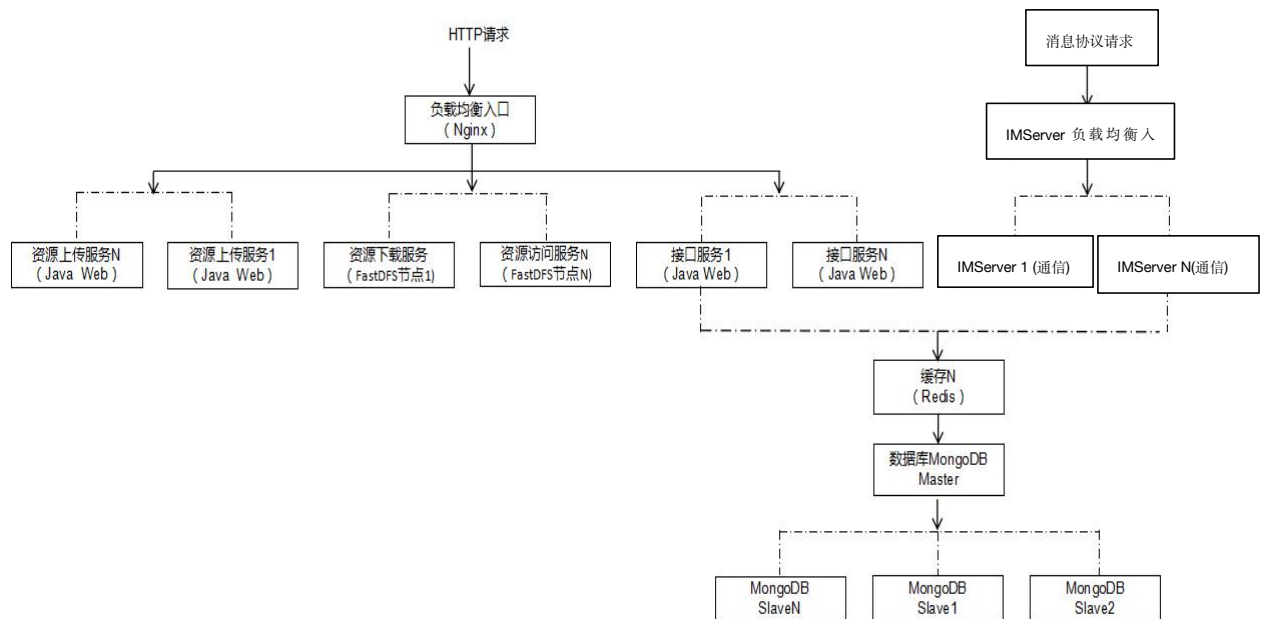 HTTP请求
消息协议请求
负载均衡入口
( Nginx )
IMServer 负载均衡入
资源上传服务N
( Java Web )
资源上传服务1
( Java Web )
资源下载服务
( FastDFS节点1)
资源访问服务N
( FastDFS节点N)
接口服务1
( Java Web )
接口服务N
( Java Web )
IMServer 1 (通信)
IMServer N(通信)
缓存N
( Redis )
数据库MongoDB
Master
MongoDB
SlaveN
MongoDB
Slave1
MongoDB
Slave2